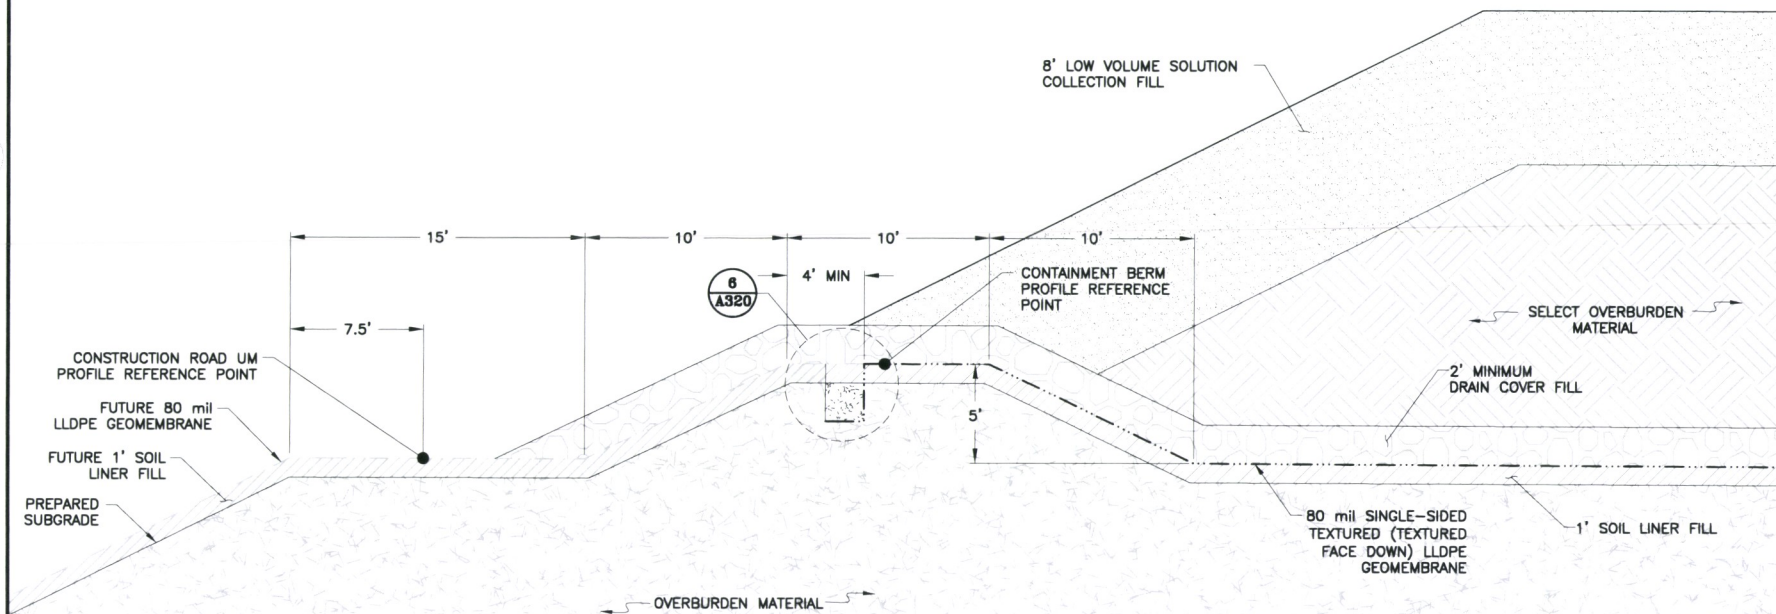 8' LOW VOLUME SOLUTION
COLLECTION FILL
15'
10'
10'
10'
6
A320
4' MIN
CONTAINMENT BERM
PROFILE REFERENCE
POINT
7.5'
SELECT OVERBURDEN
MATERIAL
CONSTRUCTION ROAD UM
PROFILE REFERENCE POINT
2' MINIMUM
DRAIN COVER FILL
FUTURE 80 mil
LLDPE GEOMEMBRANE
5'
FUTURE 1' SOIL
LINER FILL
PREPARED
SUBGRADE
80 mil SINGLE-SIDED
TEXTURED (TEXTURED
FACE DOWN) LLDPE
GEOMEMBRANE
1' SOIL LINER FILL
OVERBURDEN MATERIAL